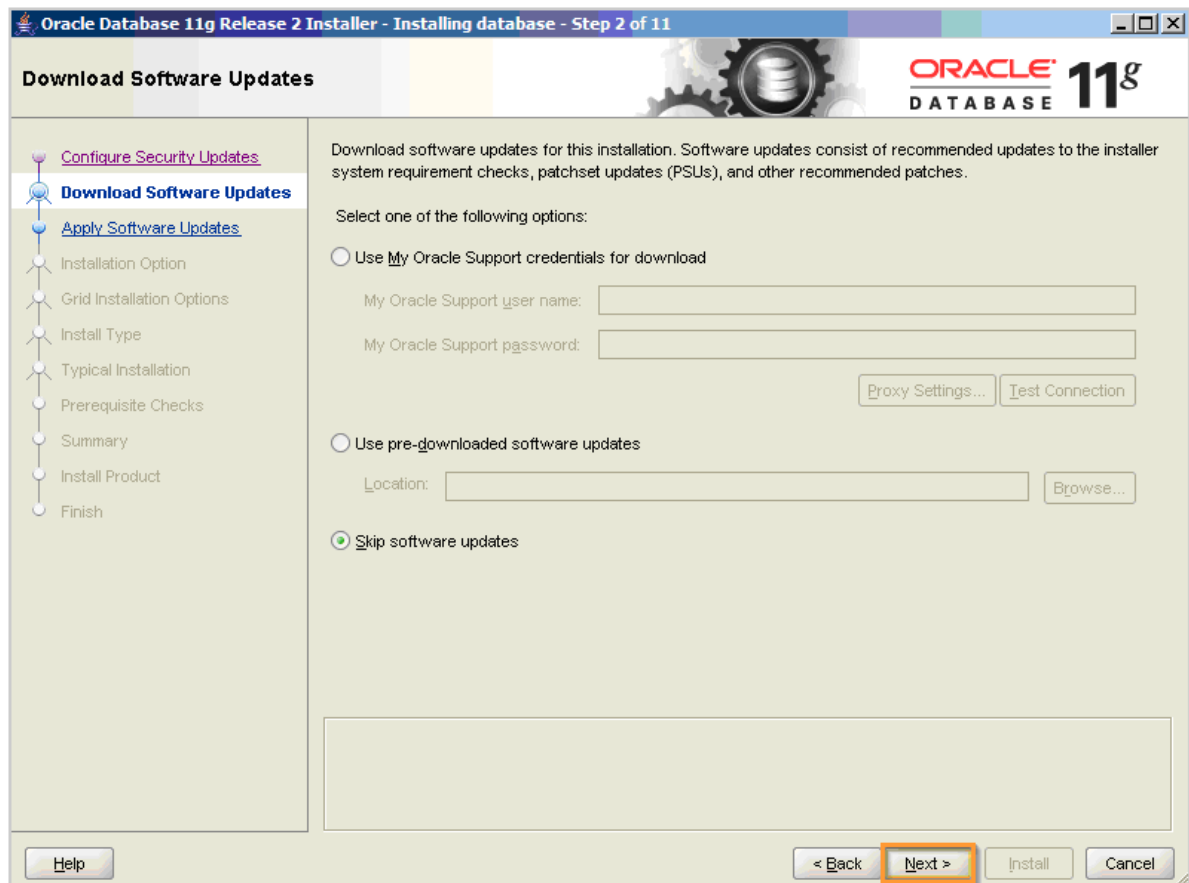 Oracle Database 11g Release 2 Installer - Installing database - Step 2 of 11
Download Software Updates
ORACLE
DATABASE
11g
Configure Security Updates
Download Software Updates
Apply Software Updates
Installation Option
Grid Installation Options
Install Type
Typical Installation
Prerequisite Checks
Summary
Install Product
Finish
Download software updates for this installation. Software updates consist of recommended updates to the installer
system requirement checks, patchset updates (PSUs), and other recommended patches.
Select one of the following options:
Use My Oracle Support credentials for download
My Oracle Support user name:
My Oracle Support password:
Proxy Settings... Test Connection
Use pre-downloaded software updates
Location: Browse...
Skip software updates
Help < Back Next > Install Cancel